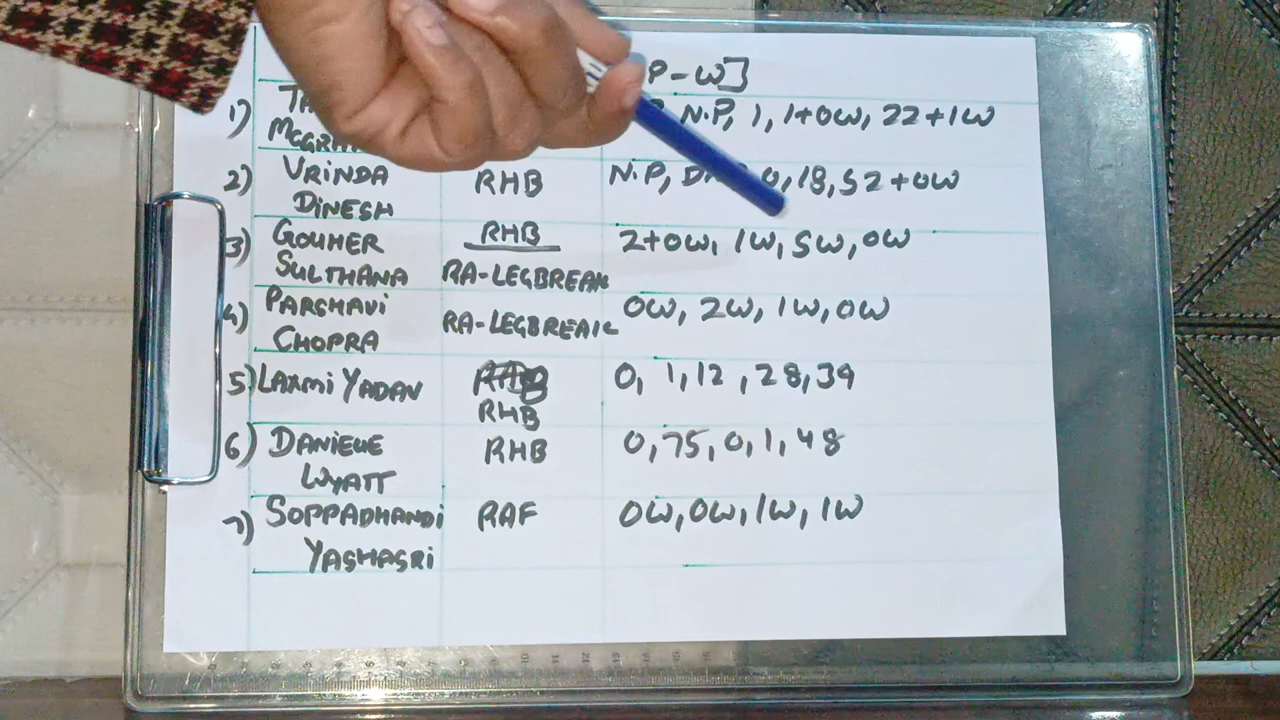 P-W]
1) N.P, 1, 1+0W, 22+1W
2) VRINDA RHB N.P, 0, 18, 52+0W
DINESH
3) GOUHER RHB 2+0W, 1W, 5W, 0W
SULTHANA RA-LEGBREAK
4) PARSHAVI RA-LEGBREAK 0W, 2W, 1W, 0W
CHOPRA
5) LAXMI YADAV 0, 1, 12, 28, 39
RHB
6) DANIELLE RHB 0, 75, 0, 1, 48
WYATT
7) SOPPADHANDI RAF 0W, 0W, 1W, 1W
YASHASRI